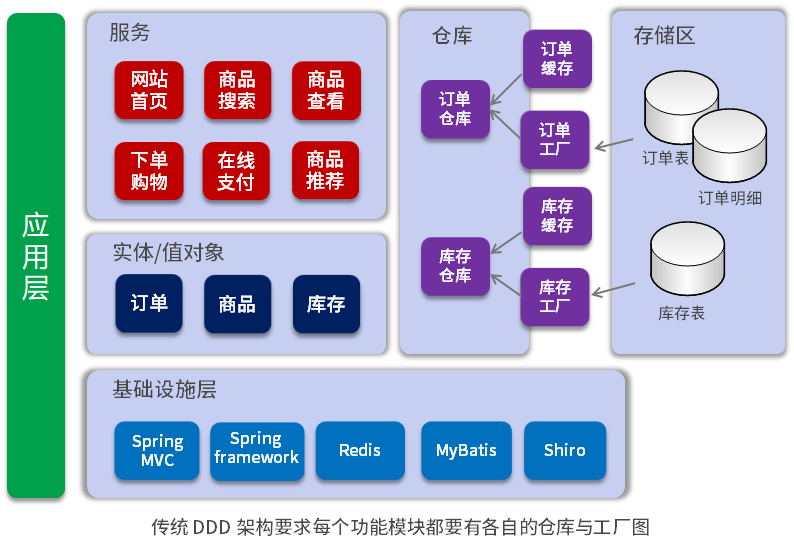 应
用
层
服务
网站
首页
商品
搜索
商品
查看
下单
购物
在线
支付
商品
推荐
实体/值对象
订单
商品
库存
仓库
订单
缓存
订单
仓库
订单
工厂
库存
缓存
库存
仓库
库存
工厂
存储区
订单表
订单明细
库存表
基础设施层
Spring
MVC
Spring
framework
Redis
MyBatis
Shiro
传统 DDD 架构要求每个功能模块都要有各自的仓库与工厂图